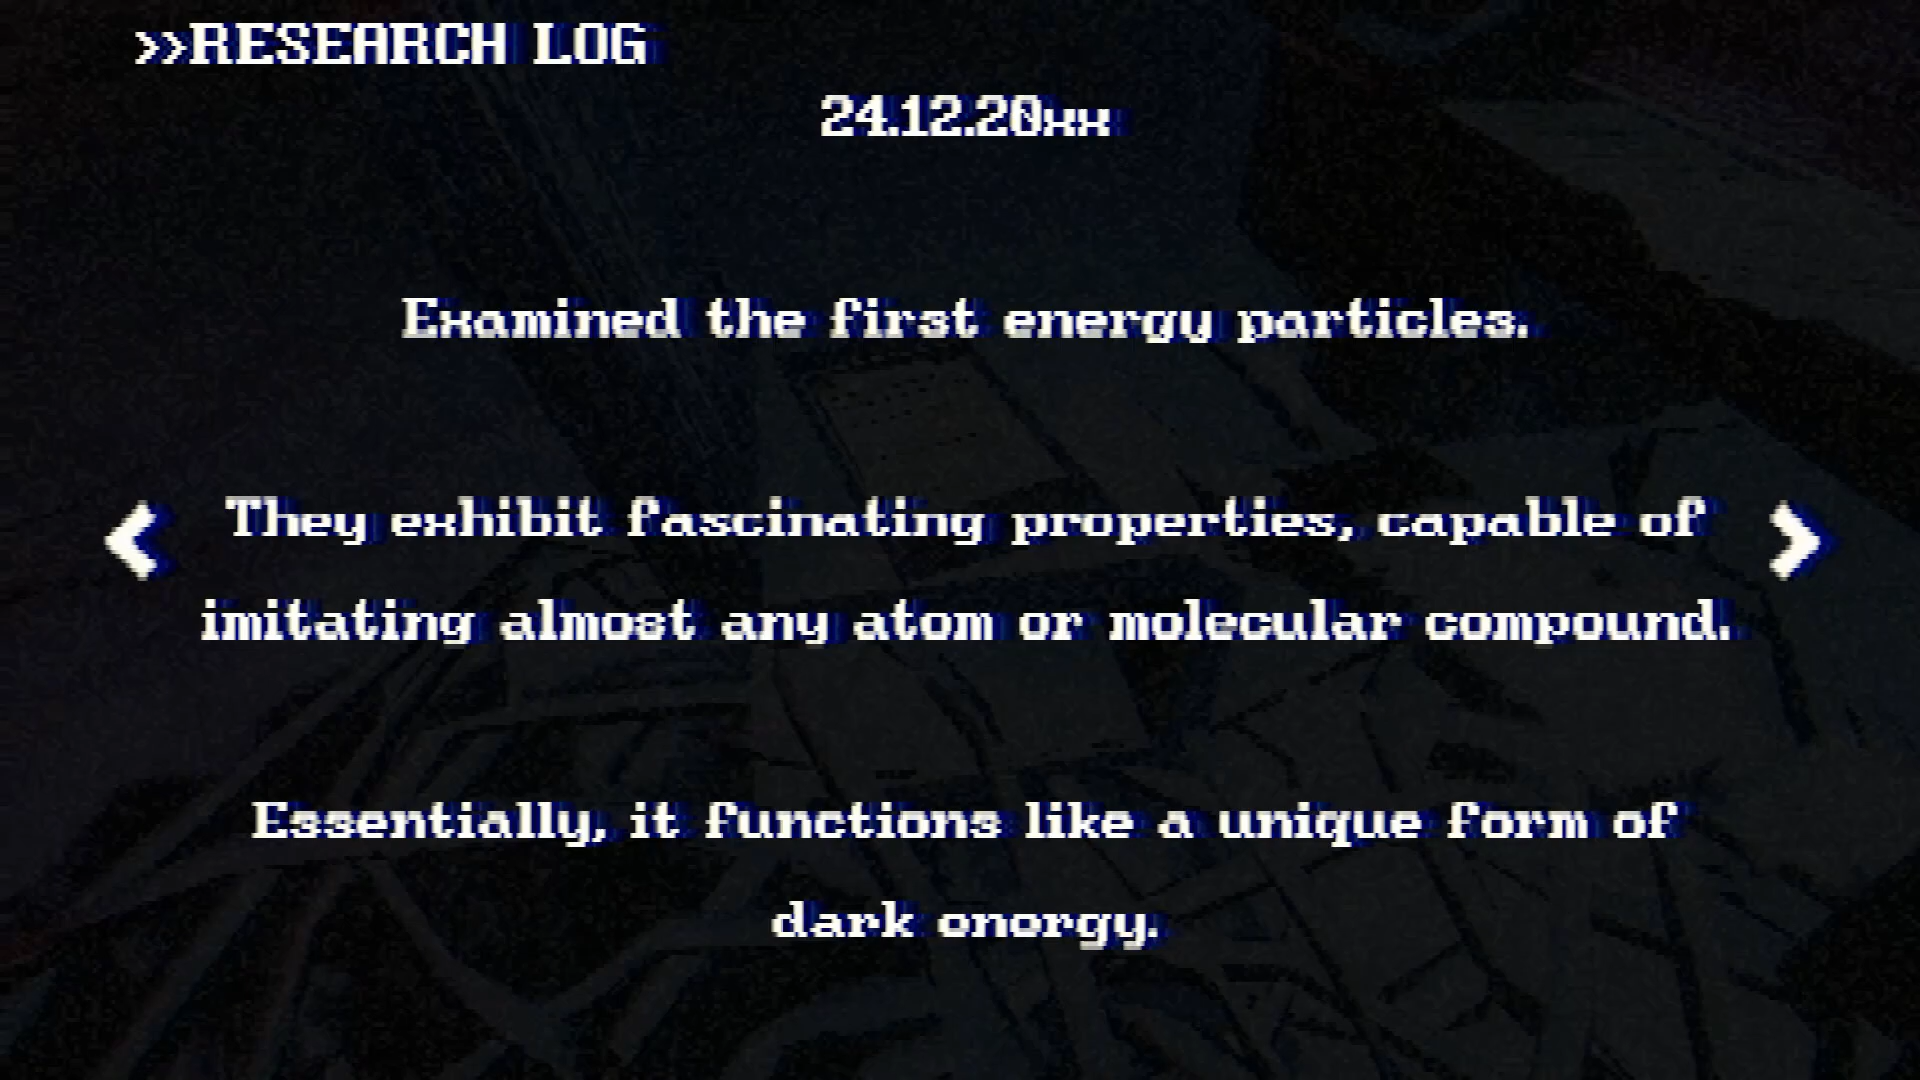 >>RESEARCH LOG
24.12.20xx
Examined the first energy particles.
They exhibit fascinating properties, capable of
imitating almost any atom or molecular compound.
Essentially, it functions like a unique form of
dark energy.